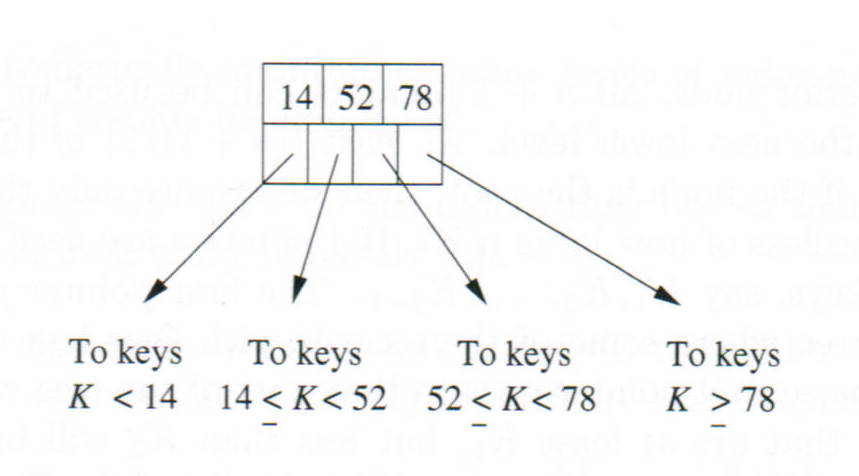 14 52 78
To keys To keys To keys To keys
K < 14 14 ≤ K < 52 52 ≤ K < 78 K ≥ 78